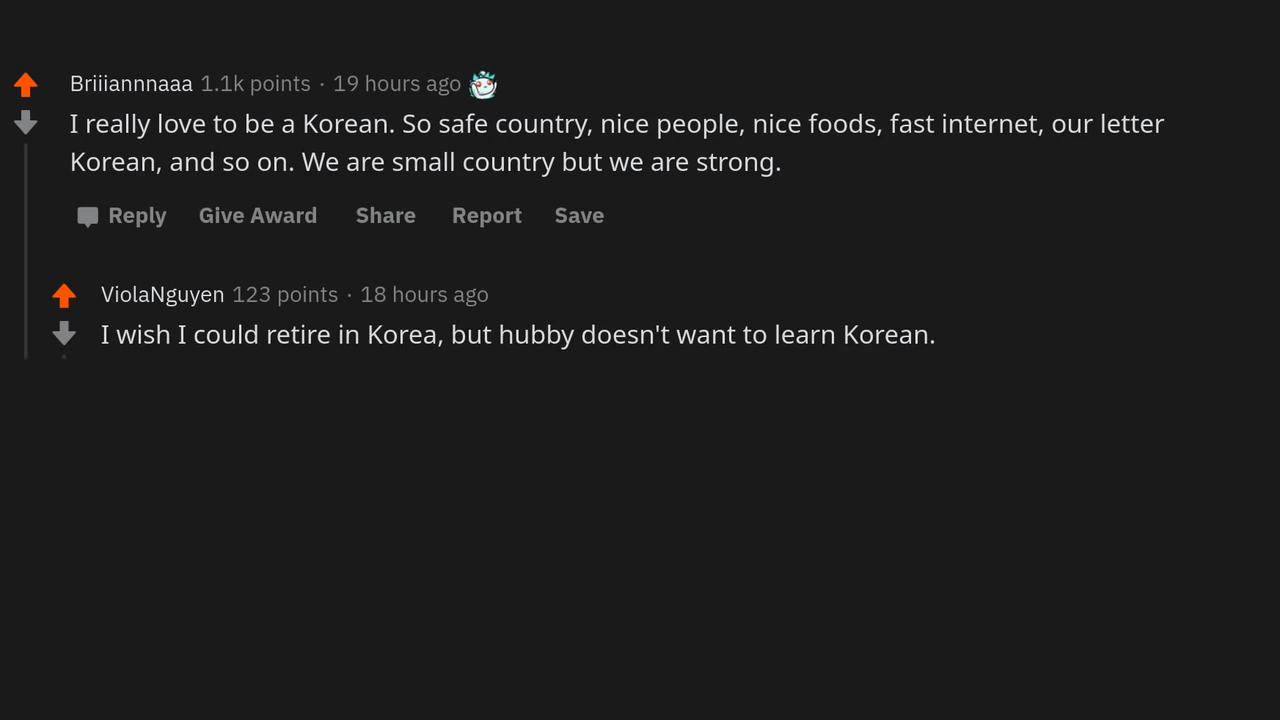 Briiiannnaaa 1.1k points · 19 hours ago
I really love to be a Korean. So safe country, nice people, nice foods, fast internet, our letter
Korean, and so on. We are small country but we are strong.
Reply Give Award Share Report Save
ViolaNguyen 123 points · 18 hours ago
I wish I could retire in Korea, but hubby doesn't want to learn Korean.